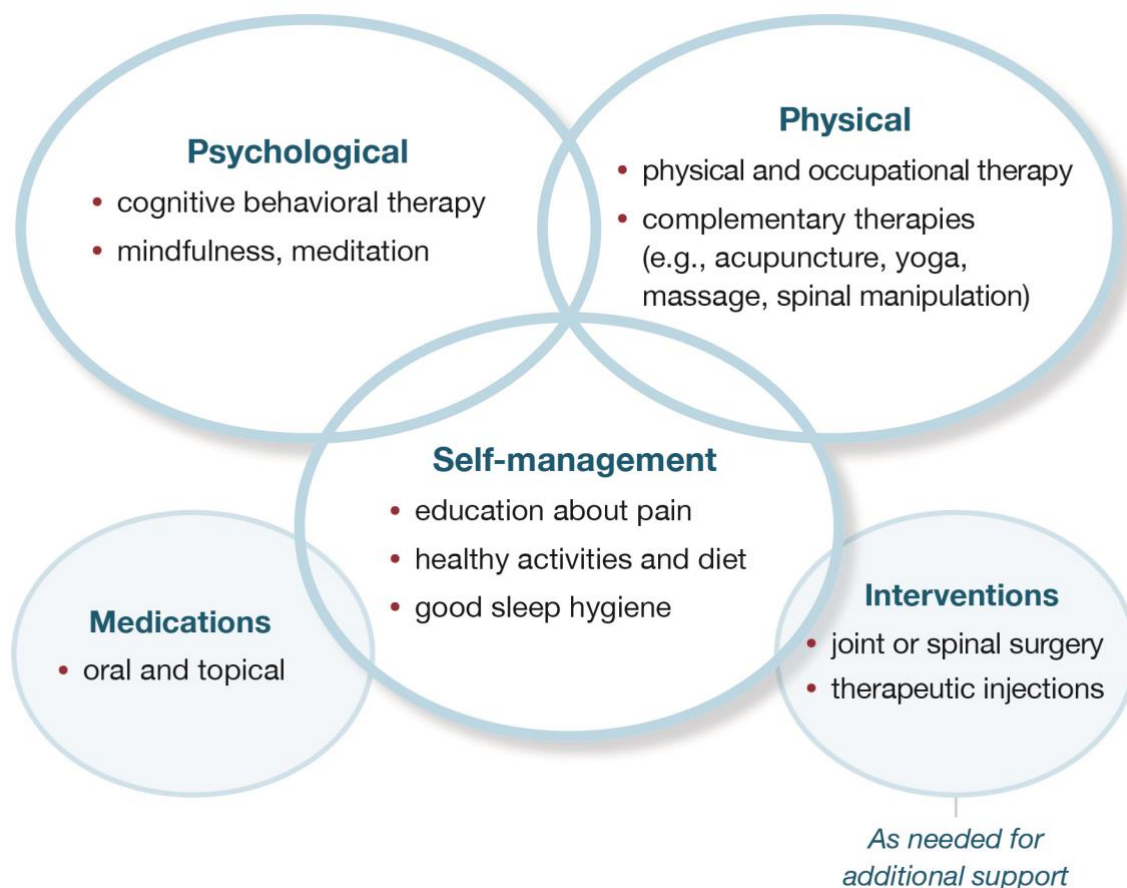 Psychological
• cognitive behavioral therapy
• mindfulness, meditation
Physical
• physical and occupational therapy
• complementary therapies
(e.g., acupuncture, yoga,
massage, spinal manipulation)
Self-management
• education about pain
• healthy activities and diet
• good sleep hygiene
Medications
• oral and topical
Interventions
• joint or spinal surgery
• therapeutic injections
As needed for
additional support